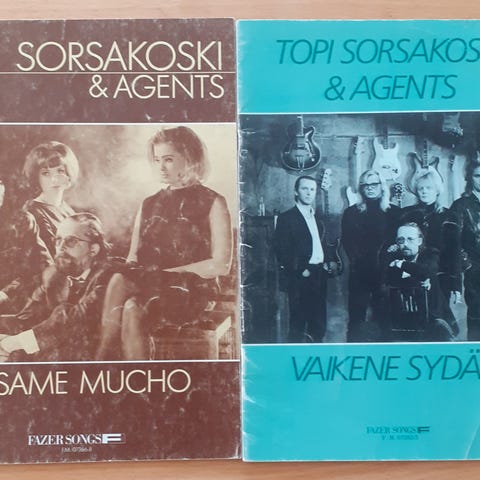 SORSAKOSKI
& AGENTS
SAME MUCHO
FAZER SONGS
TOPI SORSAKOS
& AGENTS
VAIKENE SYDÄ
FAZER SONGS